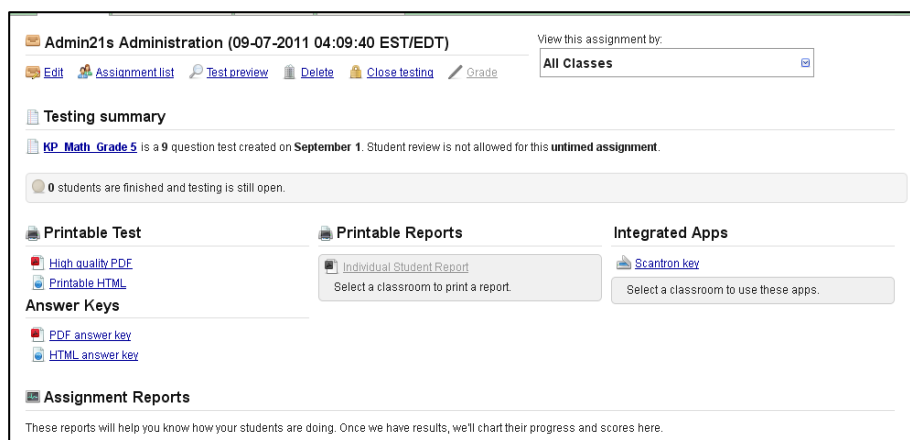 Admin21s Administration (09-07-2011 04:09:40 EST/EDT)
View this assignment by:
All Classes
Edit Assignment list Test preview Delete Close testing Grade
Testing summary
KP_Math_Grade 5 is a 9 question test created on September 1. Student review is not allowed for this untimed assignment.
0 students are finished and testing is still open.
Printable Test
High quality PDF
Printable HTML
Answer Keys
PDF answer key
HTML answer key
Printable Reports
Individual Student Report
Select a classroom to print a report.
Integrated Apps
Scantron key
Select a classroom to use these apps.
Assignment Reports
These reports will help you know how your students are doing. Once we have results, we'll chart their progress and scores here.